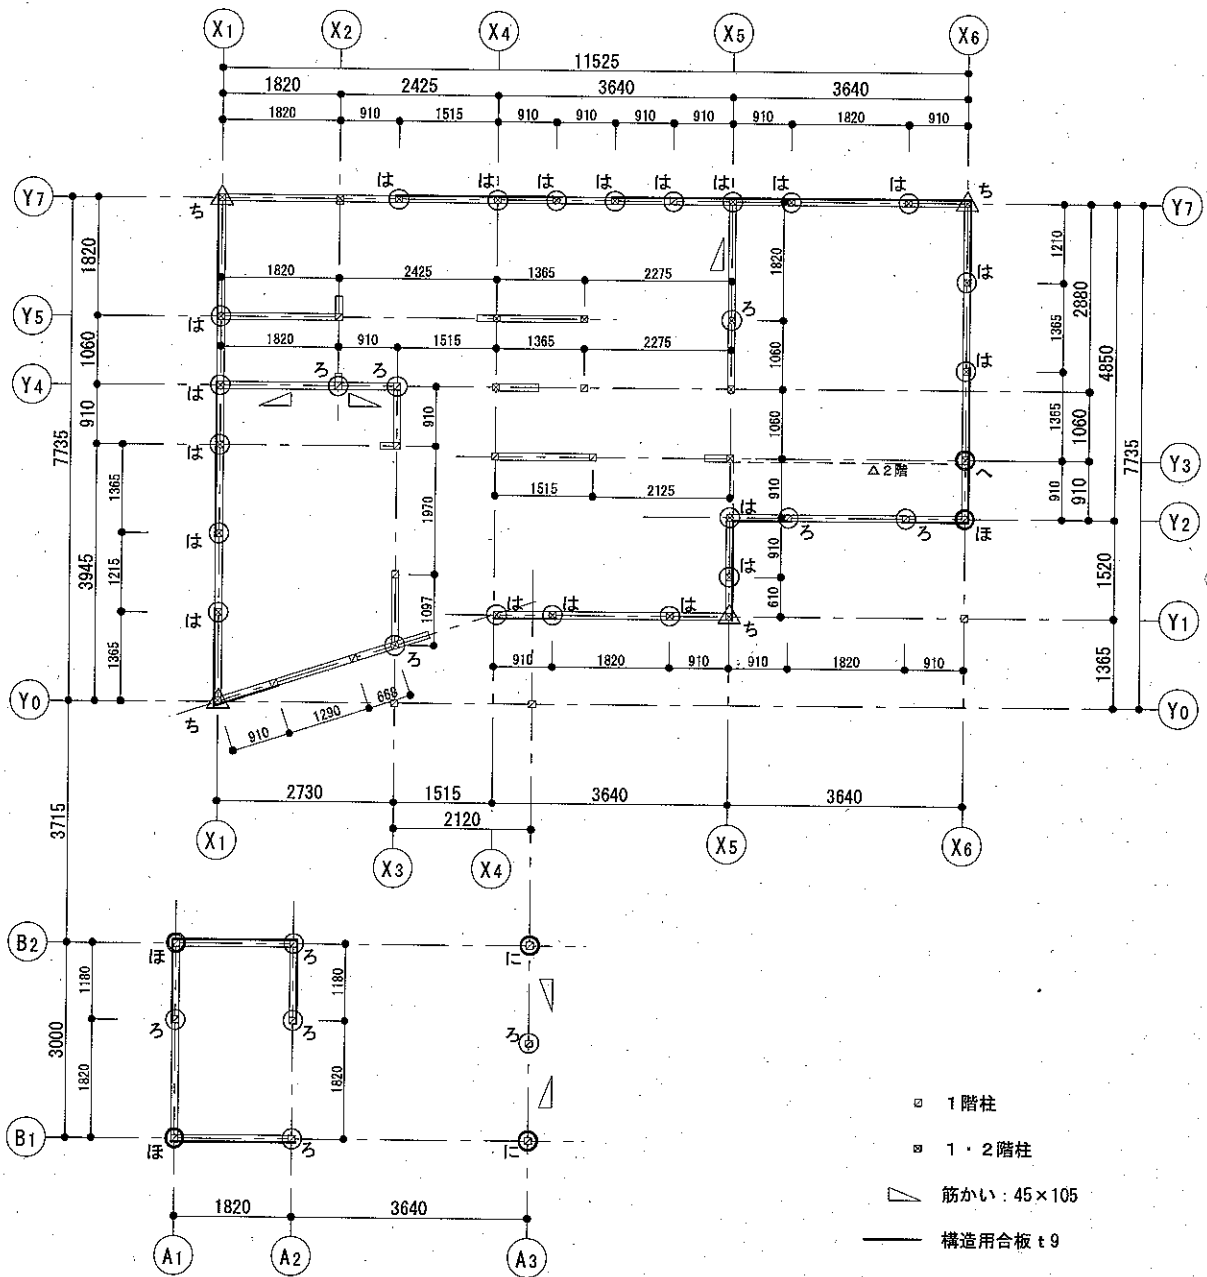 X1 X2 X4 X5 X6
11525
1820 2425 3640 3640
1820 910 1515 910 910 910 910 910 1820 910
は は は は は は は は
Y7 ち ち Y7
1820 1820 2425 1365 2275 1820 1210
は
2880
Y5 は ろ
1820 910 1515 1365 2275
1060 1060 1365
ろ ろ は
Y4 は 4850
910 910 1060 1365 1060
7735 は 7735
△2階 へ Y3
1515 2125
1365 1970 910 910 910
は は ろ ろ ほ Y2
3945 1215 910 1520
は は は は は 1097 610
ち Y1
ろ
910 1820 910 910 1820 910
1365 1365
668
Y0 ち Y0
910 1290
2730 1515 3640 3640
3715 2120
X1 X3 X4 X5 X6
B2 ほ ろ に
1180 1180
ろ ろ ろ
3000
1820 1820
B1 ほ ろ に
1820 3640
A1 A2 A3
1階柱
1・2階柱
筋かい：45×105
構造用合板 t9